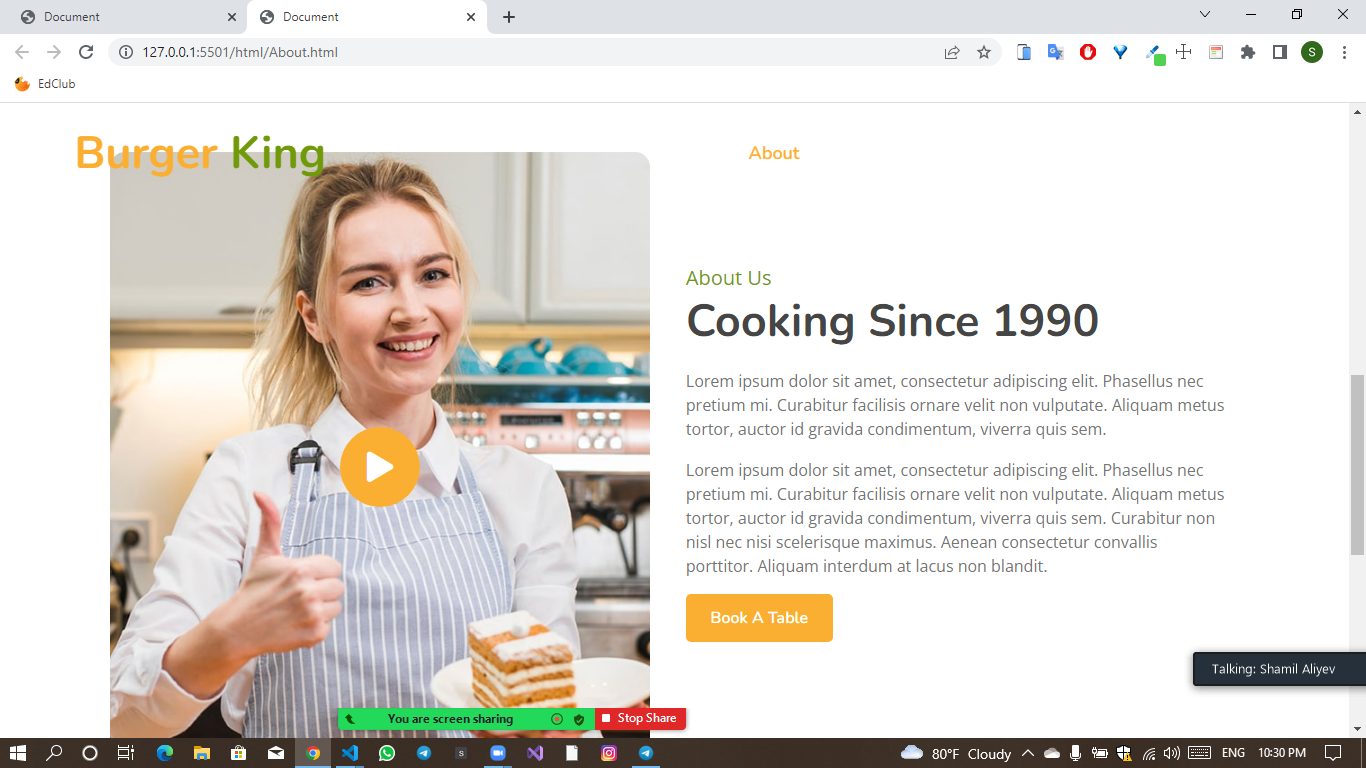 Document
Document
127.0.0.1:5501/html/About.html
S
EdClub
Burger King
About
About Us
Cooking Since 1990
Lorem ipsum dolor sit amet, consectetur adipiscing elit. Phasellus nec
pretium mi. Curabitur facilisis ornare velit non vulputate. Aliquam metus
tortor, auctor id gravida condimentum, viverra quis sem.
Lorem ipsum dolor sit amet, consectetur adipiscing elit. Phasellus nec
pretium mi. Curabitur facilisis ornare velit non vulputate. Aliquam metus
tortor, auctor id gravida condimentum, viverra quis sem. Curabitur non
nisl nec nisi scelerisque maximus. Aenean consectetur convallis
porttitor. Aliquam interdum at lacus non blandit.
Book A Table
Talking: Shamil Aliyev
You are screen sharing
Stop Share
80°F Cloudy
ENG
10:30 PM